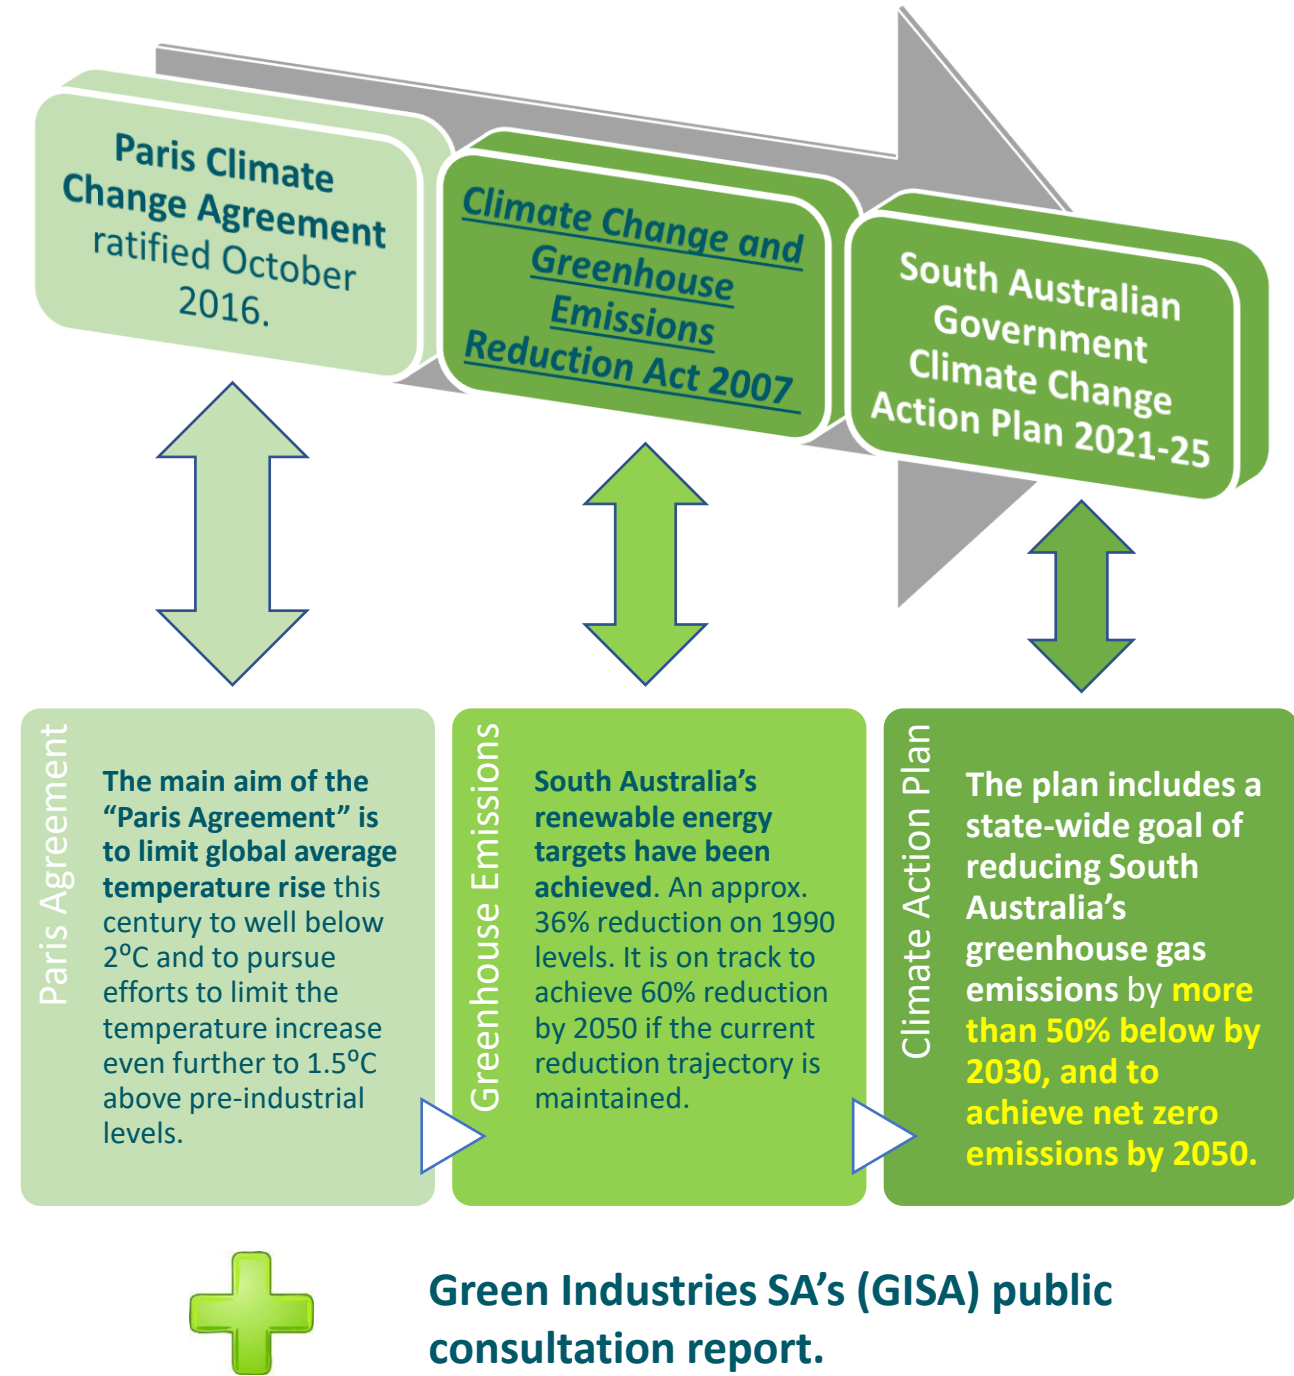 Paris Climate
Change Agreement
ratified October
2016.
Climate Change and
Greenhouse
Emissions
Reduction Act 2007
South Australian
Government
Climate Change
Action Plan 2021-25
Paris Agreement
The main aim of the
“Paris Agreement” is
to limit global average
temperature rise this
century to well below
2⁰C and to pursue
efforts to limit the
temperature increase
even further to 1.5⁰C
above pre-industrial
levels.
Greenhouse Emissions
South Australia’s
renewable energy
targets have been
achieved. An approx.
36% reduction on 1990
levels. It is on track to
achieve 60% reduction
by 2050 if the current
reduction trajectory is
maintained.
Climate Action Plan
The plan includes a
state-wide goal of
reducing South
Australia’s
greenhouse gas
emissions by more
than 50% below by
2030, and to
achieve net zero
emissions by 2050.
Green Industries SA’s (GISA) public
consultation report.